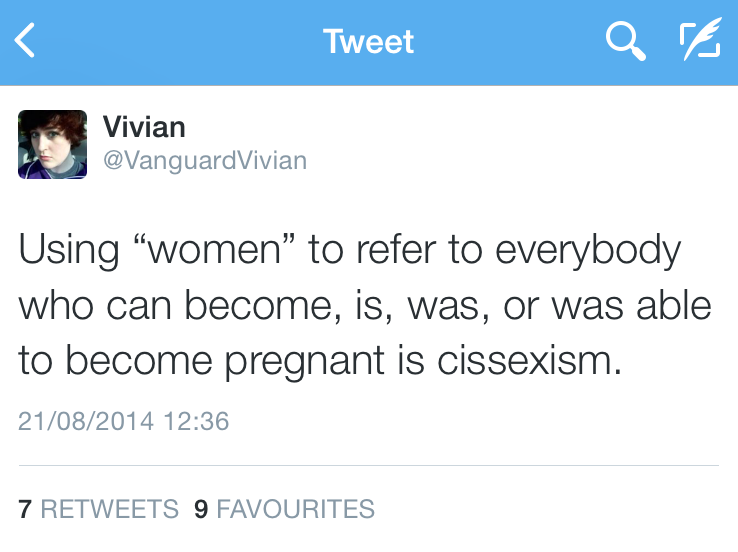 Tweet
Vivian
@VanguardVivian
Using “women” to refer to everybody
who can become, is, was, or was able
to become pregnant is cissexism.
21/08/2014 12:36
7 RETWEETS 9 FAVOURITES